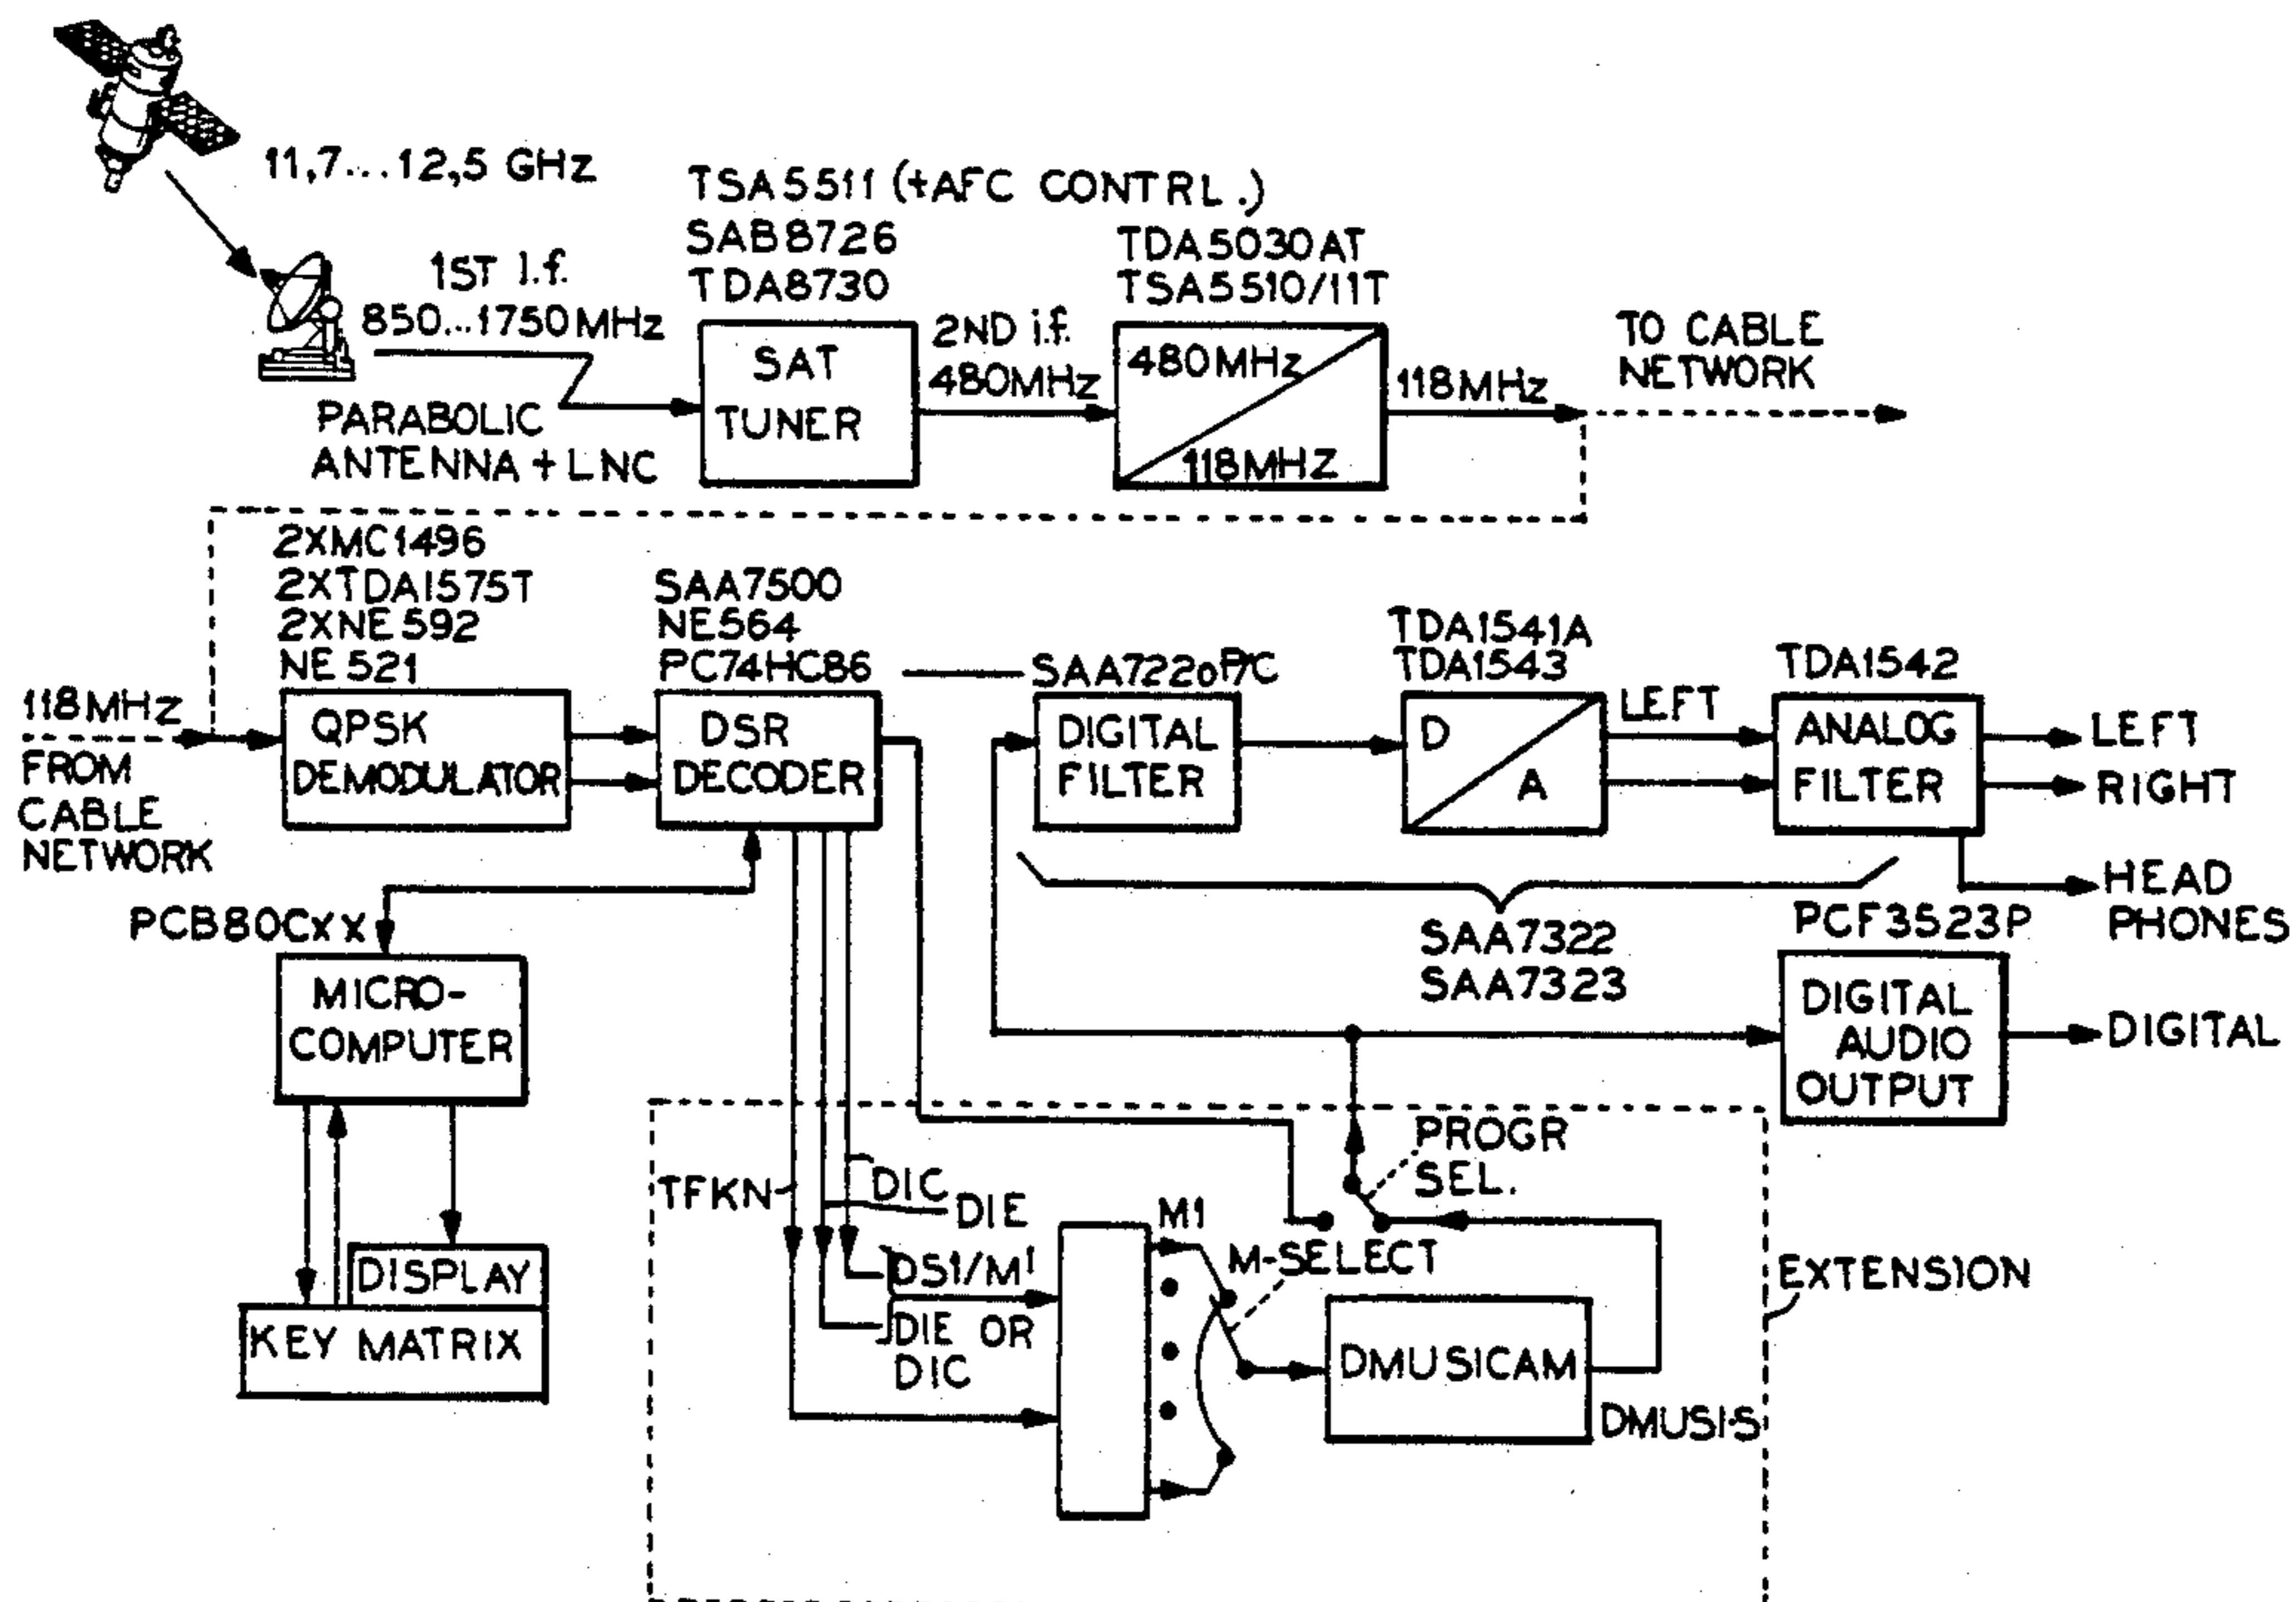 11,7...12,5 GHz
1ST I.f.
850...1750MHz
PARABOLIC
ANTENNA + LNC
TSA5511 (+AFC CONTRL.)
SAB8726
TDA8730
SAT
TUNER
2ND i.f.
480MHz
TDA5030AT
TSA5510/11T
480MHz
118MHZ
118MHz
TO CABLE
NETWORK
2XMC1496
2XTDA1575T
2XNE592
NE521
118MHz
FROM
CABLE
NETWORK
QPSK
DEMODULATOR
SAA7500
NE564
PC74HC86
DSR
DECODER
SAA7220P/C
DIGITAL
FILTER
TDA1541A
TDA1543
D
A
LEFT
TDA1542
ANALOG
FILTER
LEFT
RIGHT
HEAD
PHONES
SAA7322
SAA7323
PCF3523P
DIGITAL
AUDIO
OUTPUT
DIGITAL
PCB80CXX
MICRO-
COMPUTER
DISPLAY
KEY MATRIX
TFKN
DIC
DIE
DS1/M'
DIE OR
DIC
M1
PROGR
SEL.
M-SELECT
DMUSICAM
DMUSI-S
EXTENSION